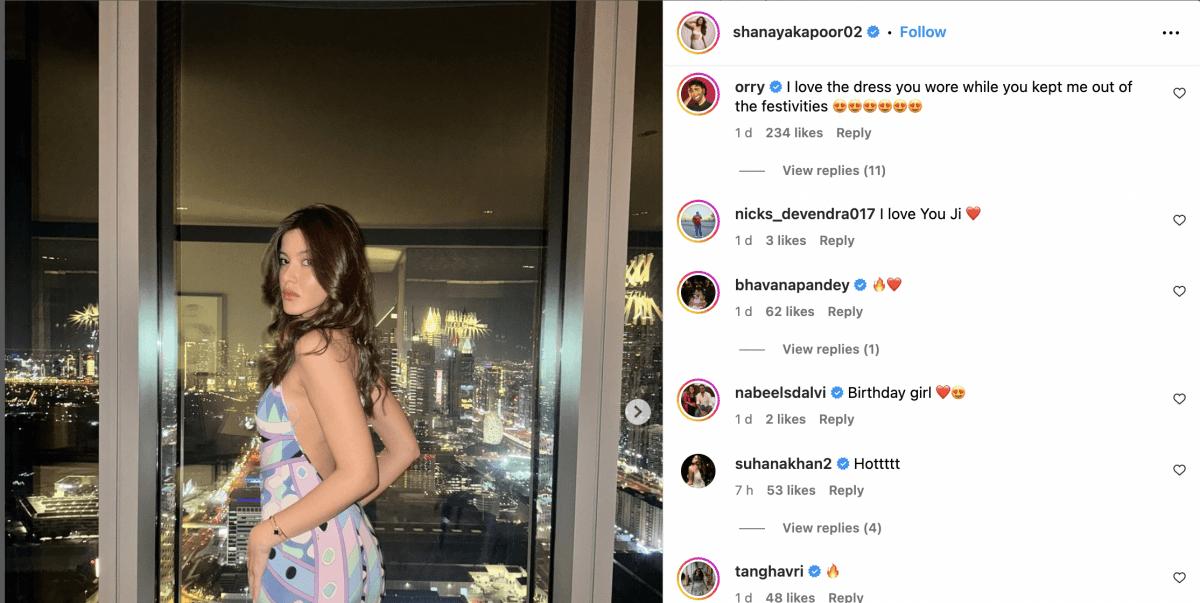 shanayakapoor02 • Follow
orry I love the dress you wore while you kept me out of
the festivities 😍😍😍😍😍😍
1 d 234 likes Reply
View replies (11)
nicks_devendra017 I love You Ji ❤️
1 d 3 likes Reply
bhavanapandey 🔥❤️
1 d 62 likes Reply
View replies (1)
nabeelsdalvi Birthday girl ❤️😍
1 d 2 likes Reply
suhanakhan2 Hottttt
7 h 53 likes Reply
View replies (4)
tanghavri 🔥
1 d 48 likes Reply